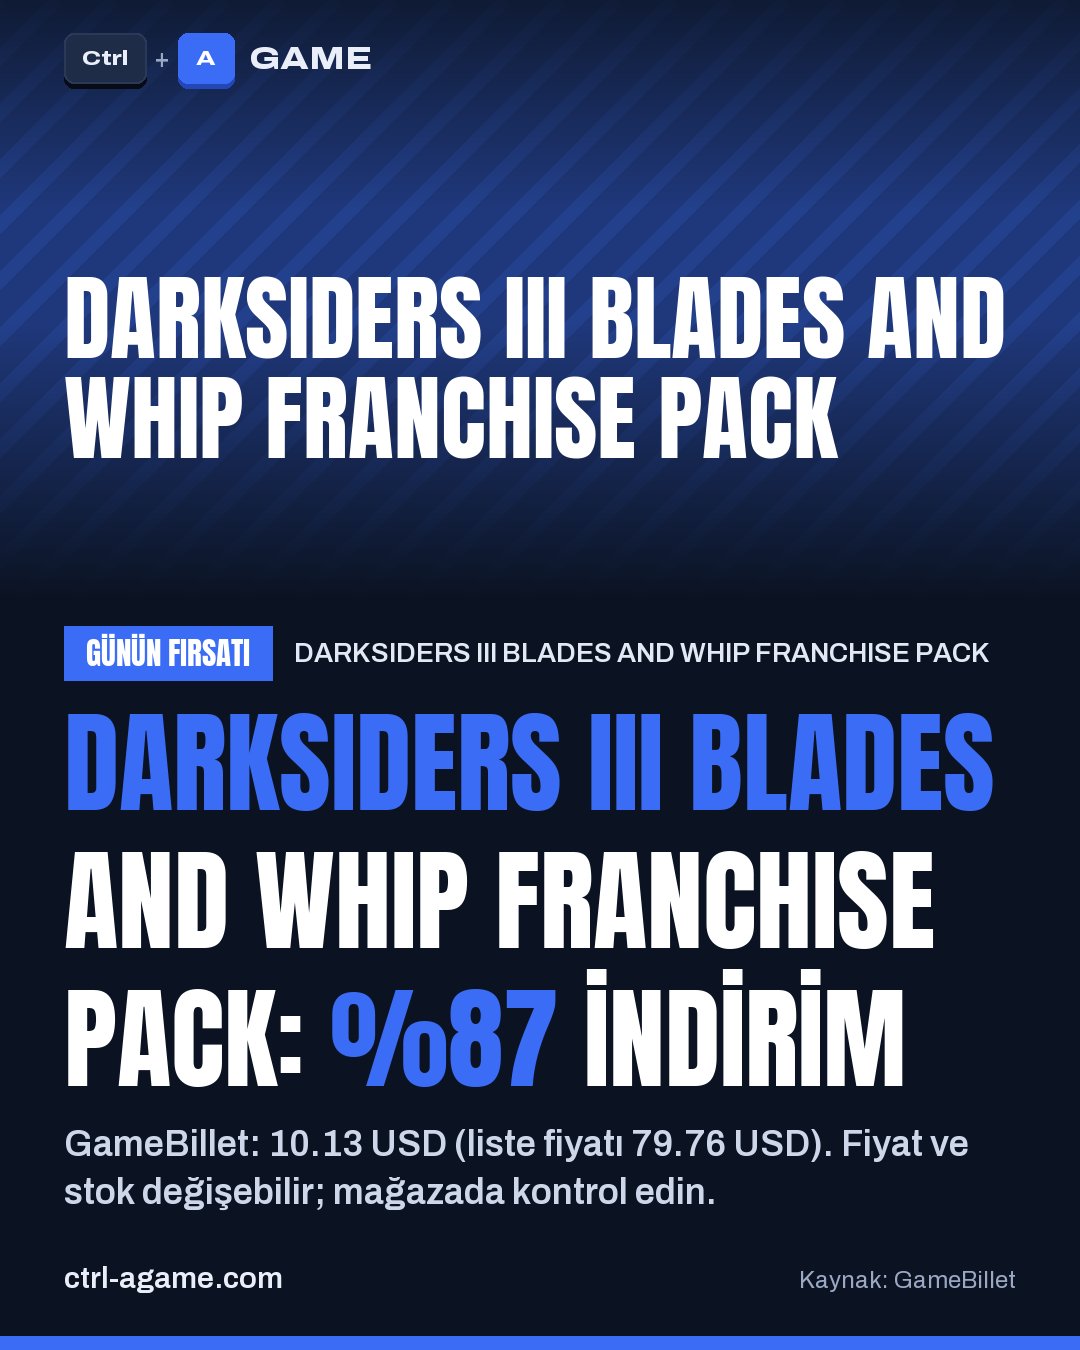 Ctrl + A GAME
DARKSIDERS III BLADES AND
WHIP FRANCHISE PACK
GÜNÜN FIRSATI DARKSIDERS III BLADES AND WHIP FRANCHISE PACK
DARKSIDERS III BLADES
AND WHIP FRANCHISE
PACK: %87 İNDİRİM
GameBillet: 10.13 USD (liste fiyatı 79.76 USD). Fiyat ve
stok değişebilir; mağazada kontrol edin.
ctrl-agame.com Kaynak: GameBillet